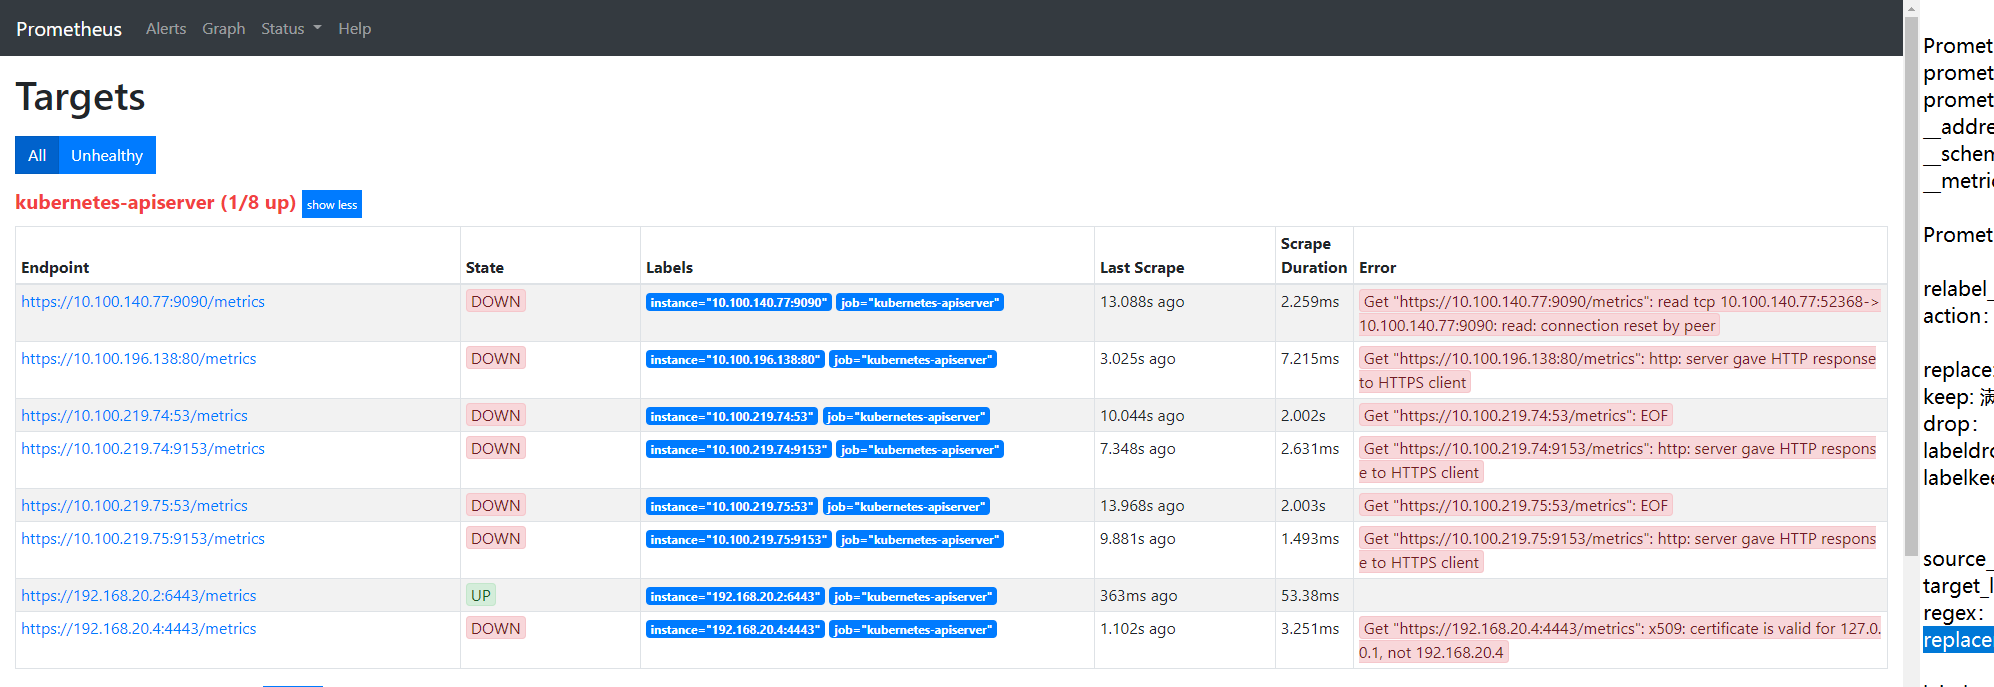 Prometheus Alerts Graph Status Help
Targets
All Unhealthy
kubernetes-apiserver (1/8 up) show less
Endpoint State Labels Last Scrape Scrape Duration Error
https://10.100.140.77:9090/metrics DOWN instance="10.100.140.77:9090" job="kubernetes-apiserver" 13.088s ago 2.259ms Get "https://10.100.140.77:9090/metrics": read tcp 10.100.140.77:52368->
10.100.140.77:9090: read: connection reset by peer
https://10.100.196.138:80/metrics DOWN instance="10.100.196.138:80" job="kubernetes-apiserver" 3.025s ago 7.215ms Get "https://10.100.196.138:80/metrics": http: server gave HTTP response
to HTTPS client
https://10.100.219.74:53/metrics DOWN instance="10.100.219.74:53" job="kubernetes-apiserver" 10.044s ago 2.002s Get "https://10.100.219.74:53/metrics": EOF
https://10.100.219.74:9153/metrics DOWN instance="10.100.219.74:9153" job="kubernetes-apiserver" 7.348s ago 2.631ms Get "https://10.100.219.74:9153/metrics": http: server gave HTTP respons
e to HTTPS client
https://10.100.219.75:53/metrics DOWN instance="10.100.219.75:53" job="kubernetes-apiserver" 13.968s ago 2.003s Get "https://10.100.219.75:53/metrics": EOF
https://10.100.219.75:9153/metrics DOWN instance="10.100.219.75:9153" job="kubernetes-apiserver" 9.881s ago 1.493ms Get "https://10.100.219.75:9153/metrics": http: server gave HTTP respons
e to HTTPS client
https://192.168.20.2:6443/metrics UP instance="192.168.20.2:6443" job="kubernetes-apiserver" 363ms ago 53.38ms
https://192.168.20.4:4443/metrics DOWN instance="192.168.20.4:4443" job="kubernetes-apiserver" 1.102s ago 3.251ms Get "https://192.168.20.4:4443/metrics": x509: certificate is valid for 127.0.
0.1, not 192.168.20.4
Promet
promet
promet
__addre
__schem
__metri
Promet
relabel_
action:
replace:
keep: 满
drop:
labeldro
labelkee
source_
target_l
regex:
replace